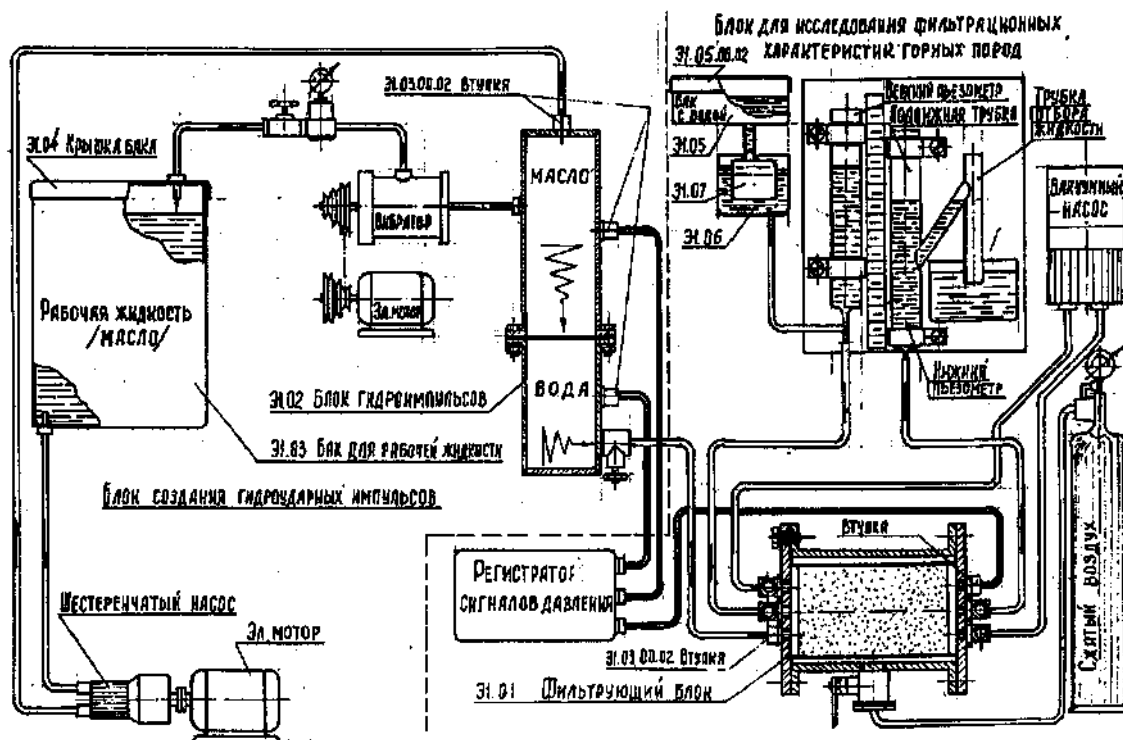 Блок для исследования фильтрационных
характеристик горных пород
Э1.05.00.02
Э1.03.00.02 Втулка
Бак
с водой
Верхний пьезометр
Подвижная трубка
Трубка
отбора
жидкости
Э1.04 Крышка бака
Э1.05
Масло
Вакуумный
насос
Э1.07
Вибратор
Э1.06
Рабочая жидкость
/масло/
Эл.мотор
Нижний
пьезометр
Вода
Э1.02 Блок гидроимпульсов
Э1.83 Бак для рабочей жидкости
Блок создания гидроударных импульсов
Втулка
Сжатый воздух
Регистратор
сигналов давления
Шестеренчатый насос
Эл. мотор
Э1.03.00.02 Втулка
Э1.01 Фильтрующий блок